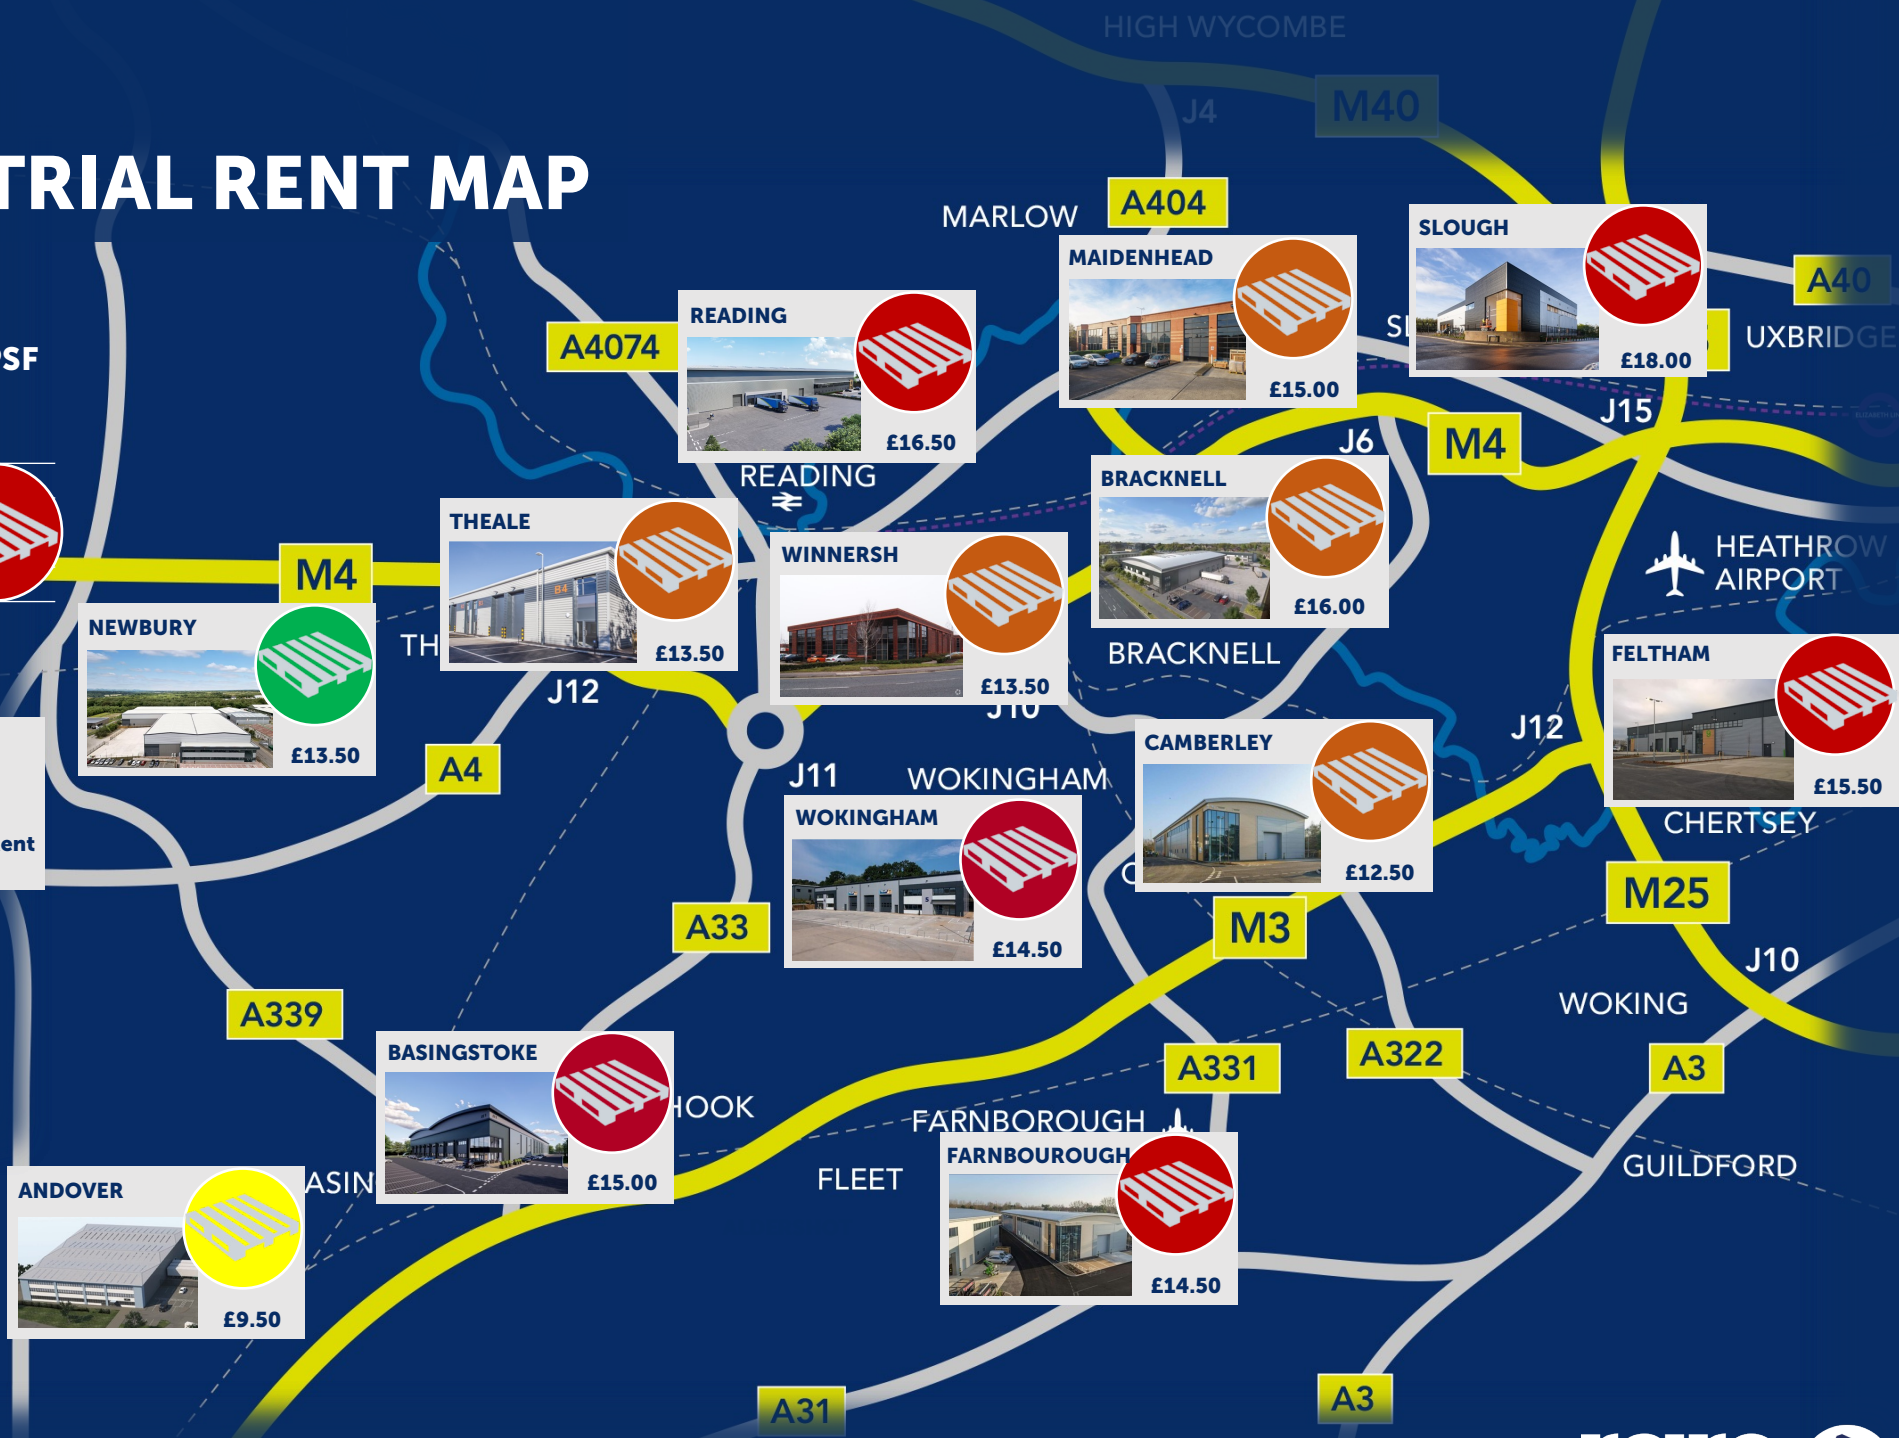 HIGH WYCOMBE
J4
M40
TRIAL RENT MAP
MARLOW
A404
SLOUGH
£18.00
MAIDENHEAD
£15.00
A40
UXBRIDGE
READING
£16.50
A4074
PSF
J15
J6
M4
READING
BRACKNELL
£16.00
THEALE
£13.50
WINNERSH
£13.50
HEATHROW
AIRPORT
M4
NEWBURY
£13.50
TH
BRACKNELL
FELTHAM
£15.50
J12
J10
J12
CAMBERLEY
£12.50
A4
J11
WOKINGHAM
WOKINGHAM
£14.50
CHERTSEY
ent
M25
A33
M3
J10
WOKING
A339
BASINGSTOKE
£15.00
A322
A331
A3
HOOK
FARNBOROUGH
FARNBOUROUGH
£14.50
FLEET
GUILDFORD
ASIN
ANDOVER
£9.50
A31
A3